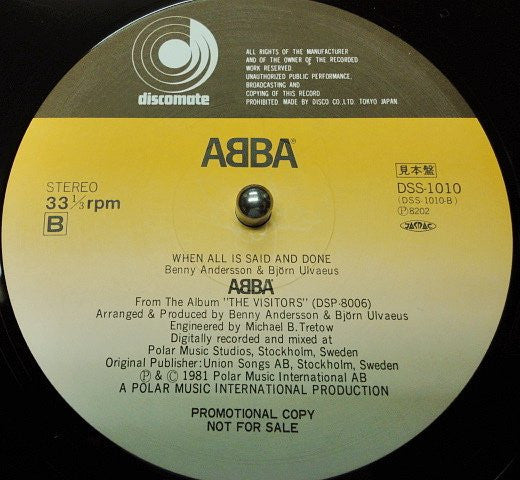 discomate
ALL RIGHTS OF THE MANUFACTURER
AND OF THE OWNER OF THE RECORDED
WORK RESERVED.
UNAUTHORIZED PUBLIC PERFORMANCE,
BROADCASTING AND
COPYING OF THIS RECORD
PROHIBITED. MADE BY DISCO CO., LTD. TOKYO JAPAN.
ABBA®
STEREO
33 1/3 rpm
B
見本盤
DSS-1010
(DSS-1010-B)
Ⓟ8202
JASRAC
WHEN ALL IS SAID AND DONE
Benny Andersson & Björn Ulvaeus
ABBA
From The Album "THE VISITORS" (DSP-8006)
Arranged & Produced by Benny Andersson & Björn Ulvaeus
Engineered by Michael B. Tretow
Digitally recorded and mixed at
Polar Music Studios, Stockholm, Sweden
Original Publisher: Union Songs AB, Stockholm, Sweden
Ⓟ & © 1981 Polar Music International AB
A POLAR MUSIC INTERNATIONAL PRODUCTION
PROMOTIONAL COPY
NOT FOR SALE